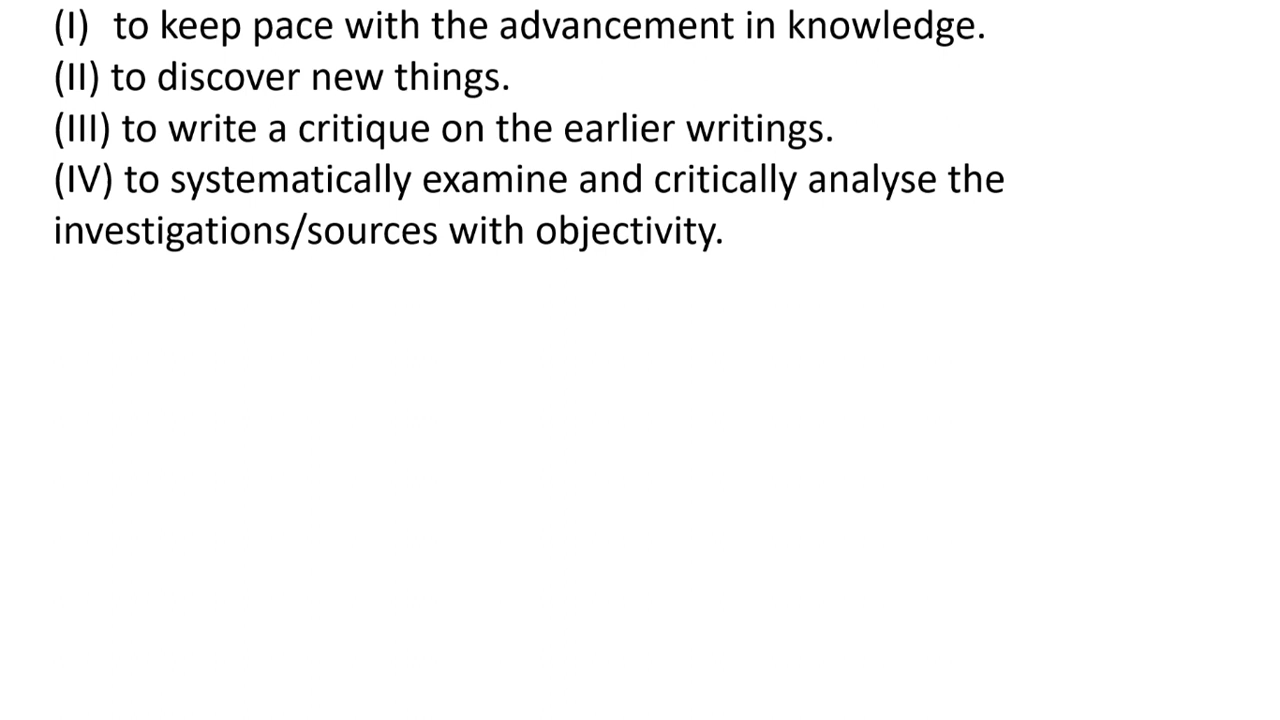 (I)  to keep pace with the advancement in knowledge.
(II) to discover new things.
(III) to write a critique on the earlier writings.
(IV) to systematically examine and critically analyse the
investigations/sources with objectivity.